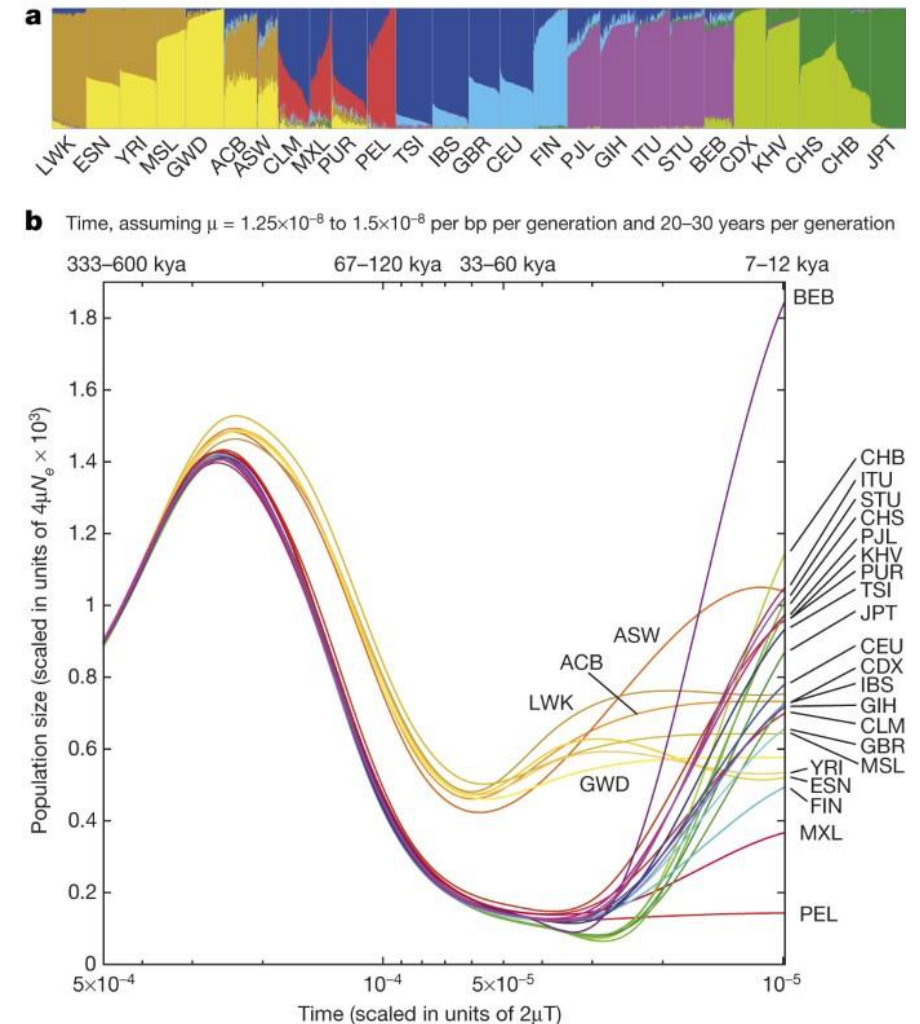 a
LWK
ESN
YRI
MSL
GWD
ACB
ASW
CLM
MXL
PUR
PEL
TSI
IBS
GBR
CEU
FIN
PJL
GIH
ITU
STU
BEB
CDX
KHV
CHS
CHB
JPT
b Time, assuming μ = 1.25×10⁻⁸ to 1.5×10⁻⁸ per bp per generation and 20–30 years per generation
333–600 kya 67–120 kya 33–60 kya 7–12 kya
Population size (scaled in units of 4μNₑ × 10³)
1.8
1.6
1.4
1.2
1
0.8
0.6
0.4
0.2
0
ASW
ACB
LWK
GWD
BEB
CHB
ITU
STU
CHS
PJL
KHV
PUR
TSI
JPT
CEU
CDX
IBS
GIH
CLM
GBR
MSL
YRI
ESN
FIN
MXL
PEL
5×10⁻⁴ 10⁻⁴ 5×10⁻⁵ 10⁻⁵
Time (scaled in units of 2μT)